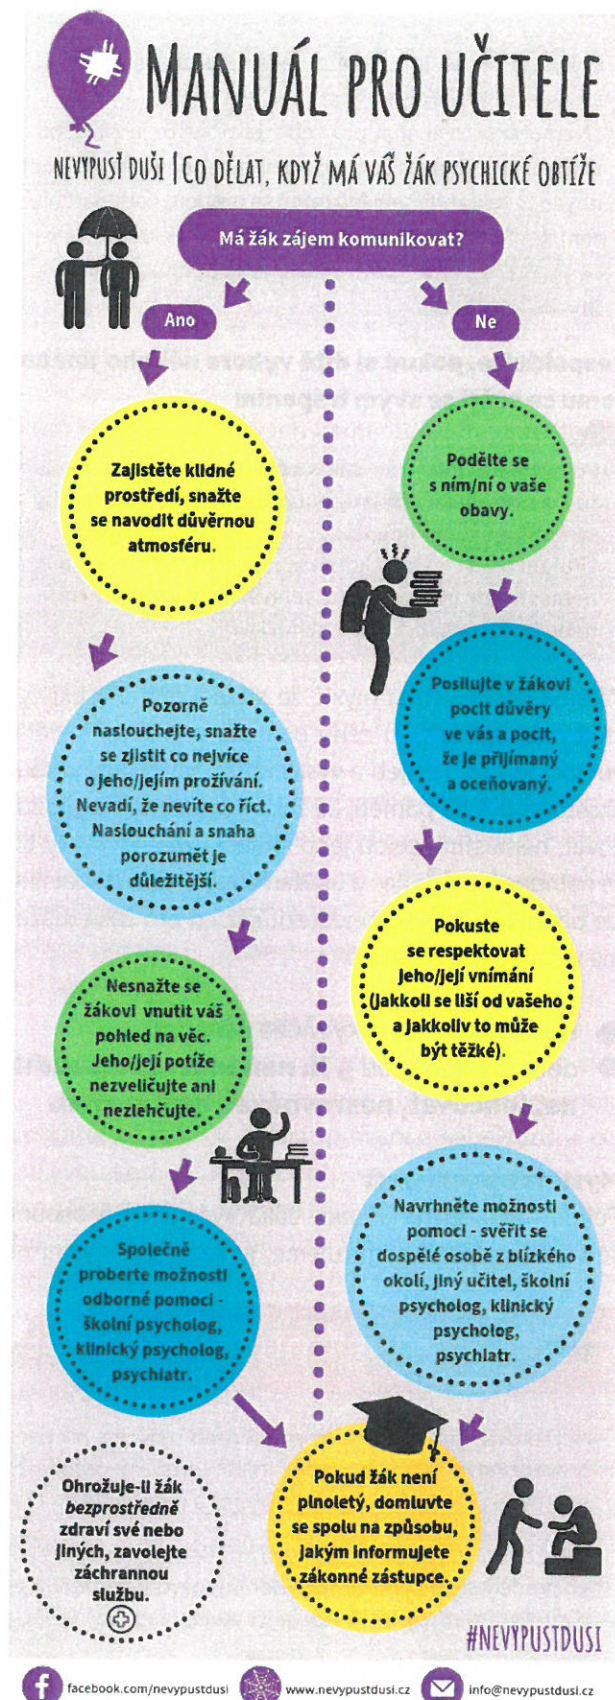 MANUÁL PRO UČITELE
NEVYPUSŤ DUŠI | CO DĚLAT, KDYŽ MÁ VÁŠ ŽÁK PSYCHICKÉ OBTÍŽE
Má žák zájem komunikovat?
Ano
Zajistěte klidné
prostředí, snažte
se navodit důvěrnou
atmosféru.
Pozorně
naslouchejte, snažte
se zjistit co nejvíce
o jeho/jejím prožívání.
Nevadí, že nevíte co říct.
Naslouchání a snaha
porozumět je
důležitější.
Nesnažte se
žákovi vnutit váš
pohled na věc.
Jeho/její potíže
nezveličujte ani
nezlehčujte.
Společně
proberte možnosti
odborné pomoci -
školní psycholog,
klinický psycholog,
psychiatr.
Ne
Podělte se
s ním/ní o vaše
obavy.
Posilujte v žákovi
pocit důvěry
ve vás a pocit,
že je přijímaný
a oceňovaný.
Pokuste
se respektovat
jeho/její vnímání
(jakkoli se liší od vašeho
a jakkoliv to může
být těžké).
Navrhněte možnosti
pomoci - svěřit se
dospělé osobě z blízkého
okolí, jiný učitel, školní
psycholog, klinický
psycholog,
psychiatr.
Pokud žák není
plnoletý, domluvte
se spolu na způsobu,
jakým informujete
zákonné zástupce.
Ohrožuje-li žák
bezprostředně
zdraví své nebo
jiných, zavolejte
záchrannou
službu.
#NEVYPUSTDUSI
facebook.com/nevypustdusi www.nevypustdusi.cz info@nevypustdusi.cz